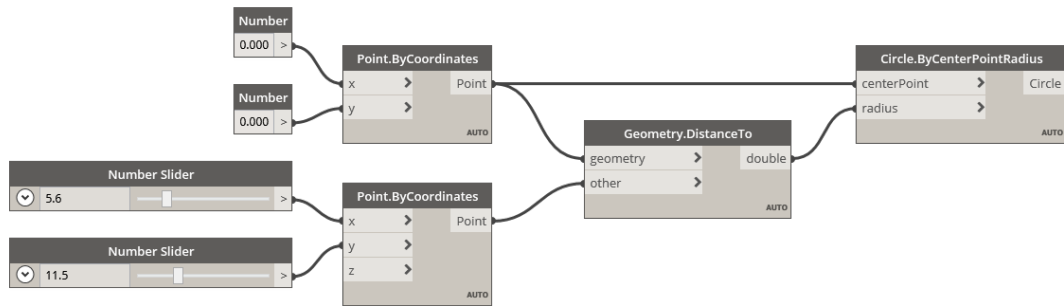 Number
0.000 >
Number
0.000 >
Point.ByCoordinates
x > Point
y >
AUTO
Circle.ByCenterPointRadius
centerPoint > Circle
radius >
AUTO
Geometry.DistanceTo
geometry > double
other >
AUTO
Number Slider
5.6 >
Number Slider
11.5 >
Point.ByCoordinates
x > Point
y >
z >
AUTO